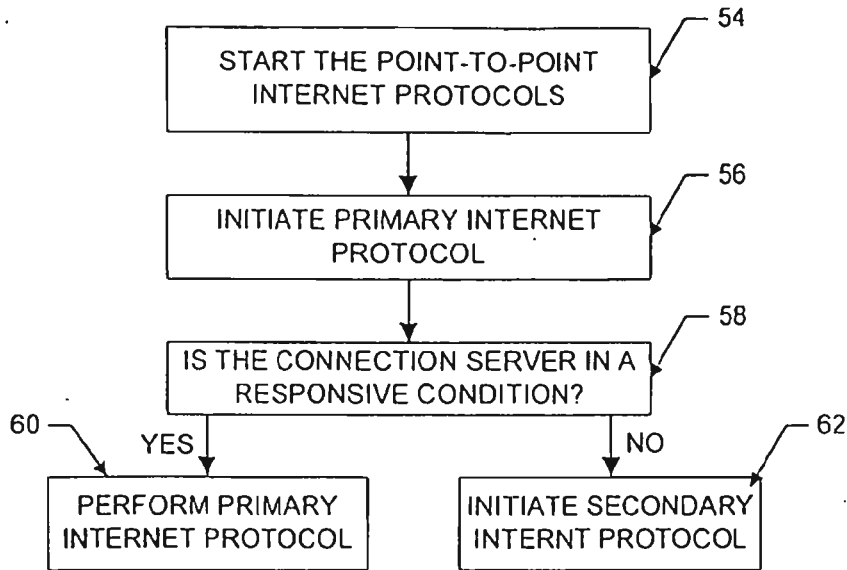 54
START THE POINT-TO-POINT
INTERNET PROTOCOLS
56
INITIATE PRIMARY INTERNET
PROTOCOL
58
IS THE CONNECTION SERVER IN A
RESPONSIVE CONDITION?
60
YES
NO
62
PERFORM PRIMARY
INTERNET PROTOCOL
INITIATE SECONDARY
INTERNT PROTOCOL